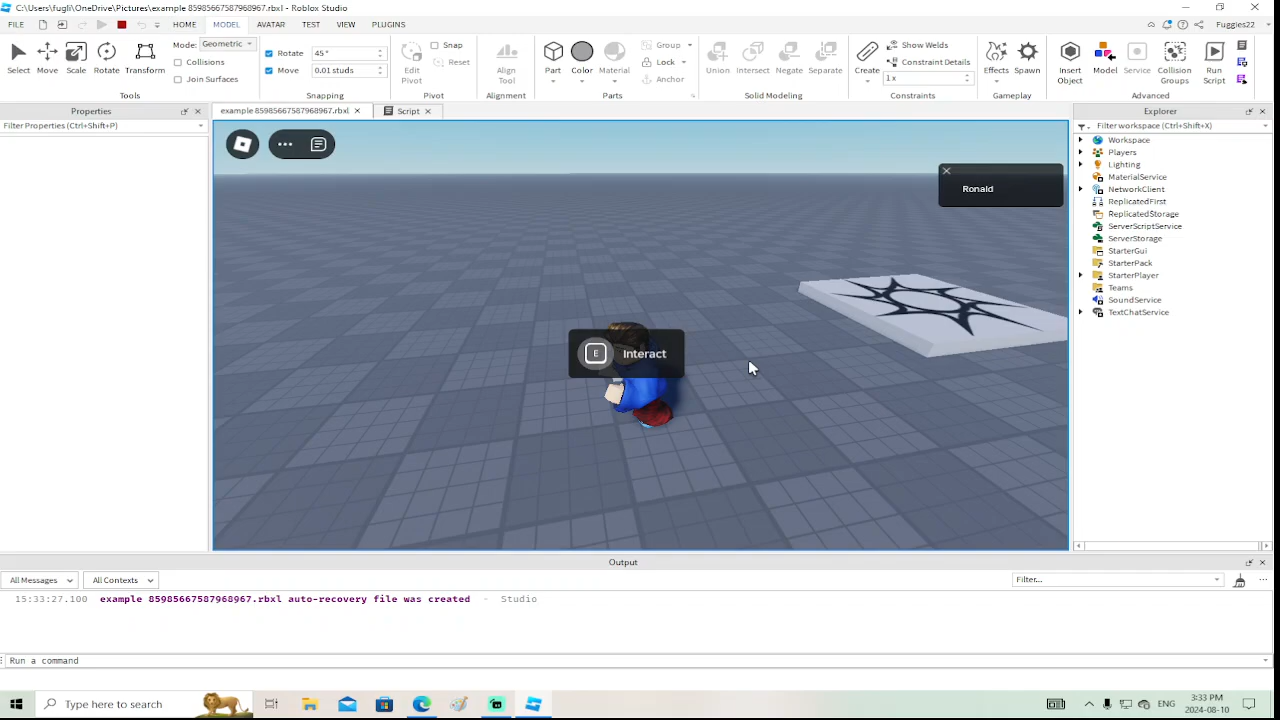 C:\Users\fugli\OneDrive\Pictures\example 85985667587968967.rbxl - Roblox Studio
FILE HOME MODEL AVATAR TEST VIEW PLUGINS Fuggies22
Select Move Scale Rotate Transform
Mode: Geometric
Collisions
Join Surfaces
Tools
Rotate 45°
Move 0.01 studs
Snapping
Edit Pivot
Snap
Reset
Pivot
Align Tool
Alignment
Part Color Material
Group
Lock
Anchor
Parts
Union Intersect Negate Separate
Solid Modeling
Create
Show Welds
Constraint Details
1 x
Constraints
Effects Spawn
Gameplay
Insert Object Model Service Collision Groups Run Script
Advanced
Properties
Filter Properties (Ctrl+Shift+P)
example 85985667587968967.rbxl
Script
Ronald
E Interact
Explorer
Filter workspace (Ctrl+Shift+X)
Workspace
Players
Lighting
MaterialService
NetworkClient
ReplicatedFirst
ReplicatedStorage
ServerScriptService
ServerStorage
StarterGui
StarterPack
StarterPlayer
Teams
SoundService
TextChatService
Output
All Messages All Contexts Filter...
15:33:27.100 example 85985667587968967.rbxl auto-recovery file was created - Studio
Run a command
Type here to search
ENG
3:33 PM
2024-08-10